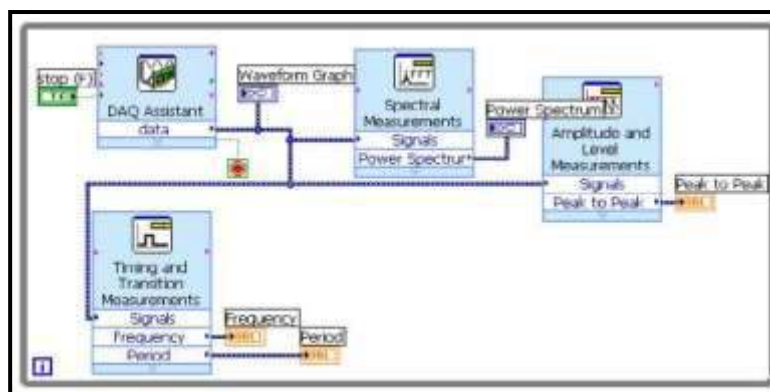 stop (F)
TF
DAQ Assistant
data
Waveform Graph
Spectral
Measurements
Signals
Power Spectrur
Power Spectrum
Amplitude and
Level
Measurements
Signals
Peak to Peak
Peak to Peak
Timing and
Transition
Measurements
Signals
Frequency
Period
Frequency
Period
i